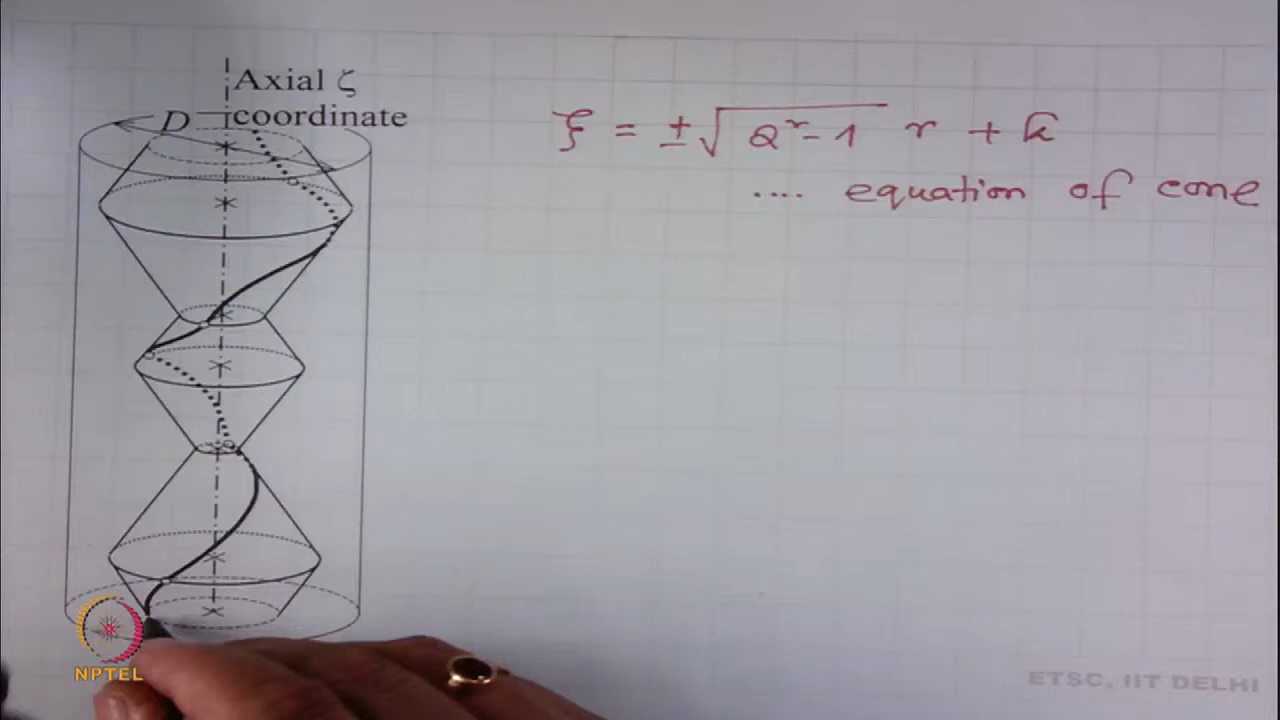 Axial ζ
D coordinate
ξ = ±√(Q²-1) r + k
.... equation of cone
NPTEL
ETSC, IIT DELHI